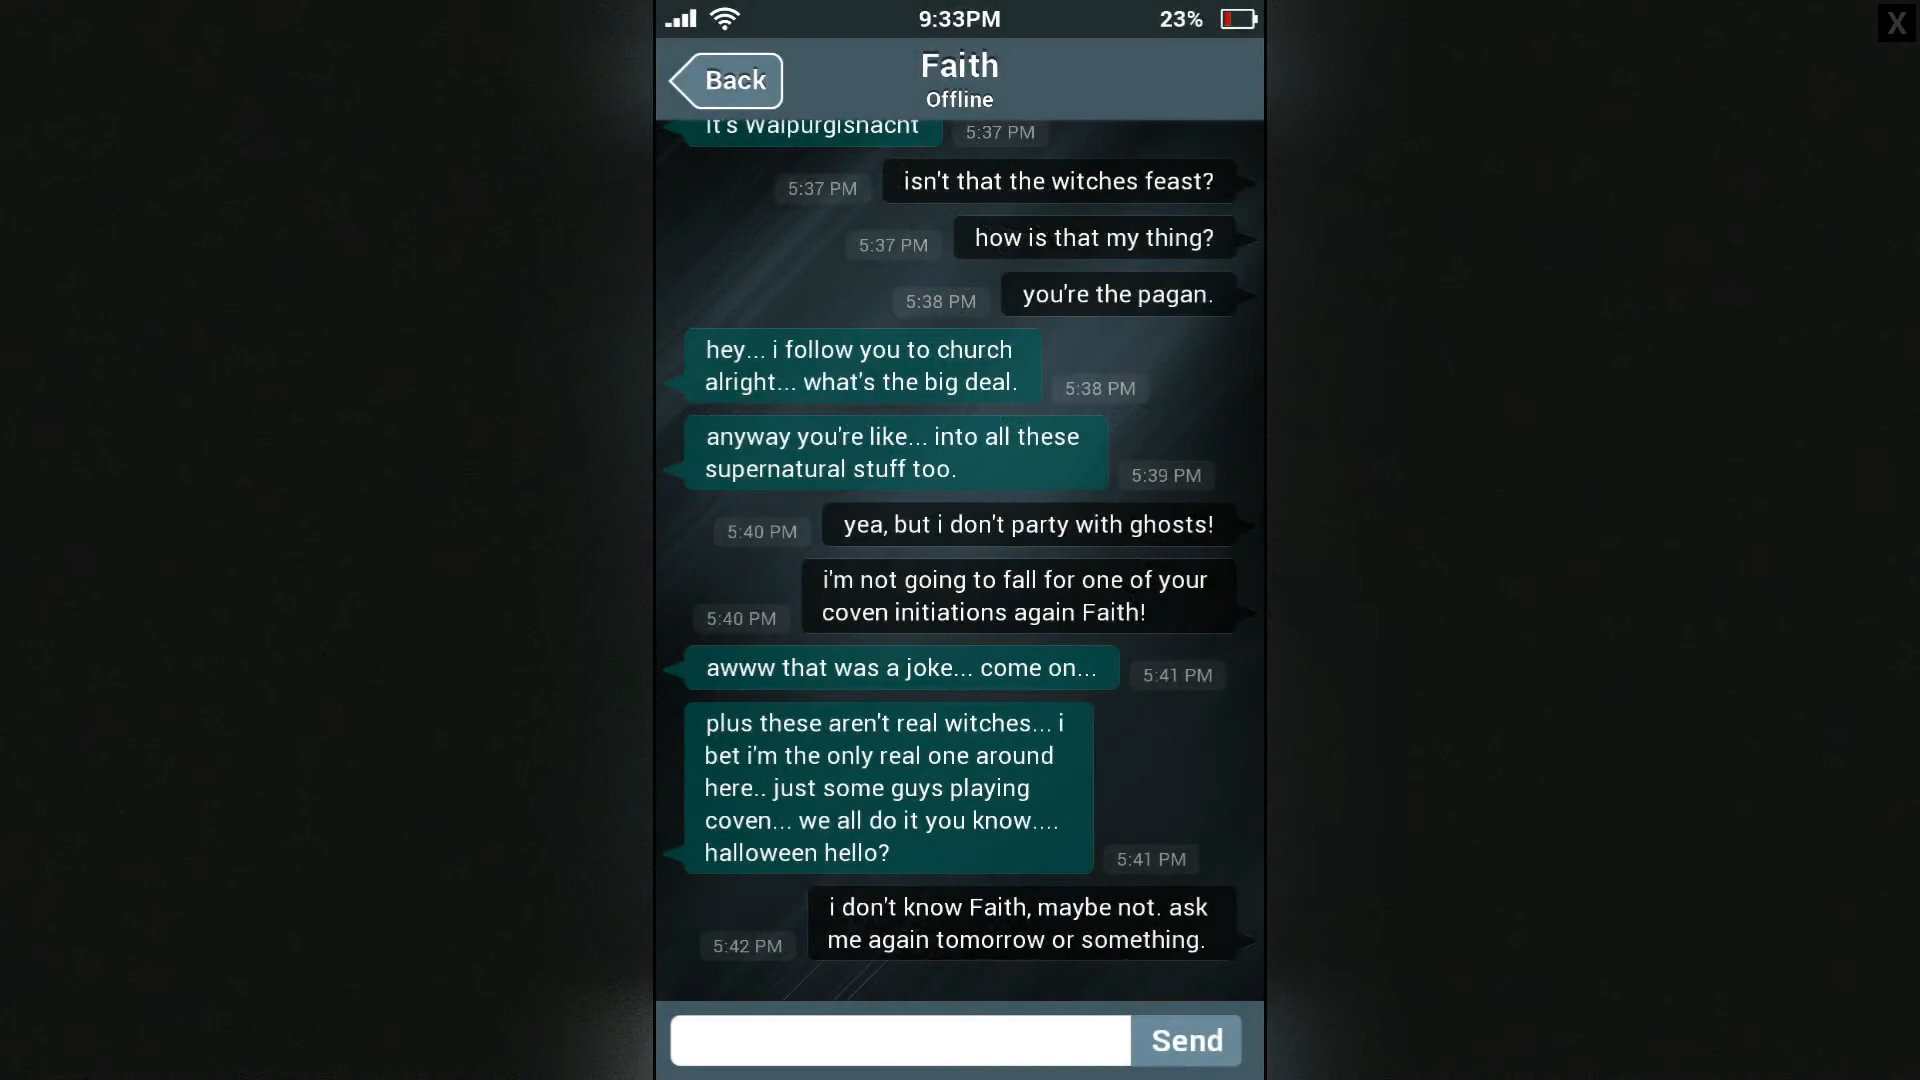 9:33PM
23%
X
Back
Faith
Offline
it's Walpurgisnacht
5:37 PM
isn't that the witches feast?
5:37 PM
how is that my thing?
5:37 PM
you're the pagan.
5:38 PM
hey... i follow you to church
alright... what's the big deal.
5:38 PM
anyway you're like... into all these
supernatural stuff too.
5:39 PM
yea, but i don't party with ghosts!
5:40 PM
i'm not going to fall for one of your
coven initiations again Faith!
5:40 PM
awww that was a joke... come on...
5:41 PM
plus these aren't real witches... i
bet i'm the only real one around
here.. just some guys playing
coven... we all do it you know....
halloween hello?
5:41 PM
i don't know Faith, maybe not. ask
me again tomorrow or something.
5:42 PM
Send